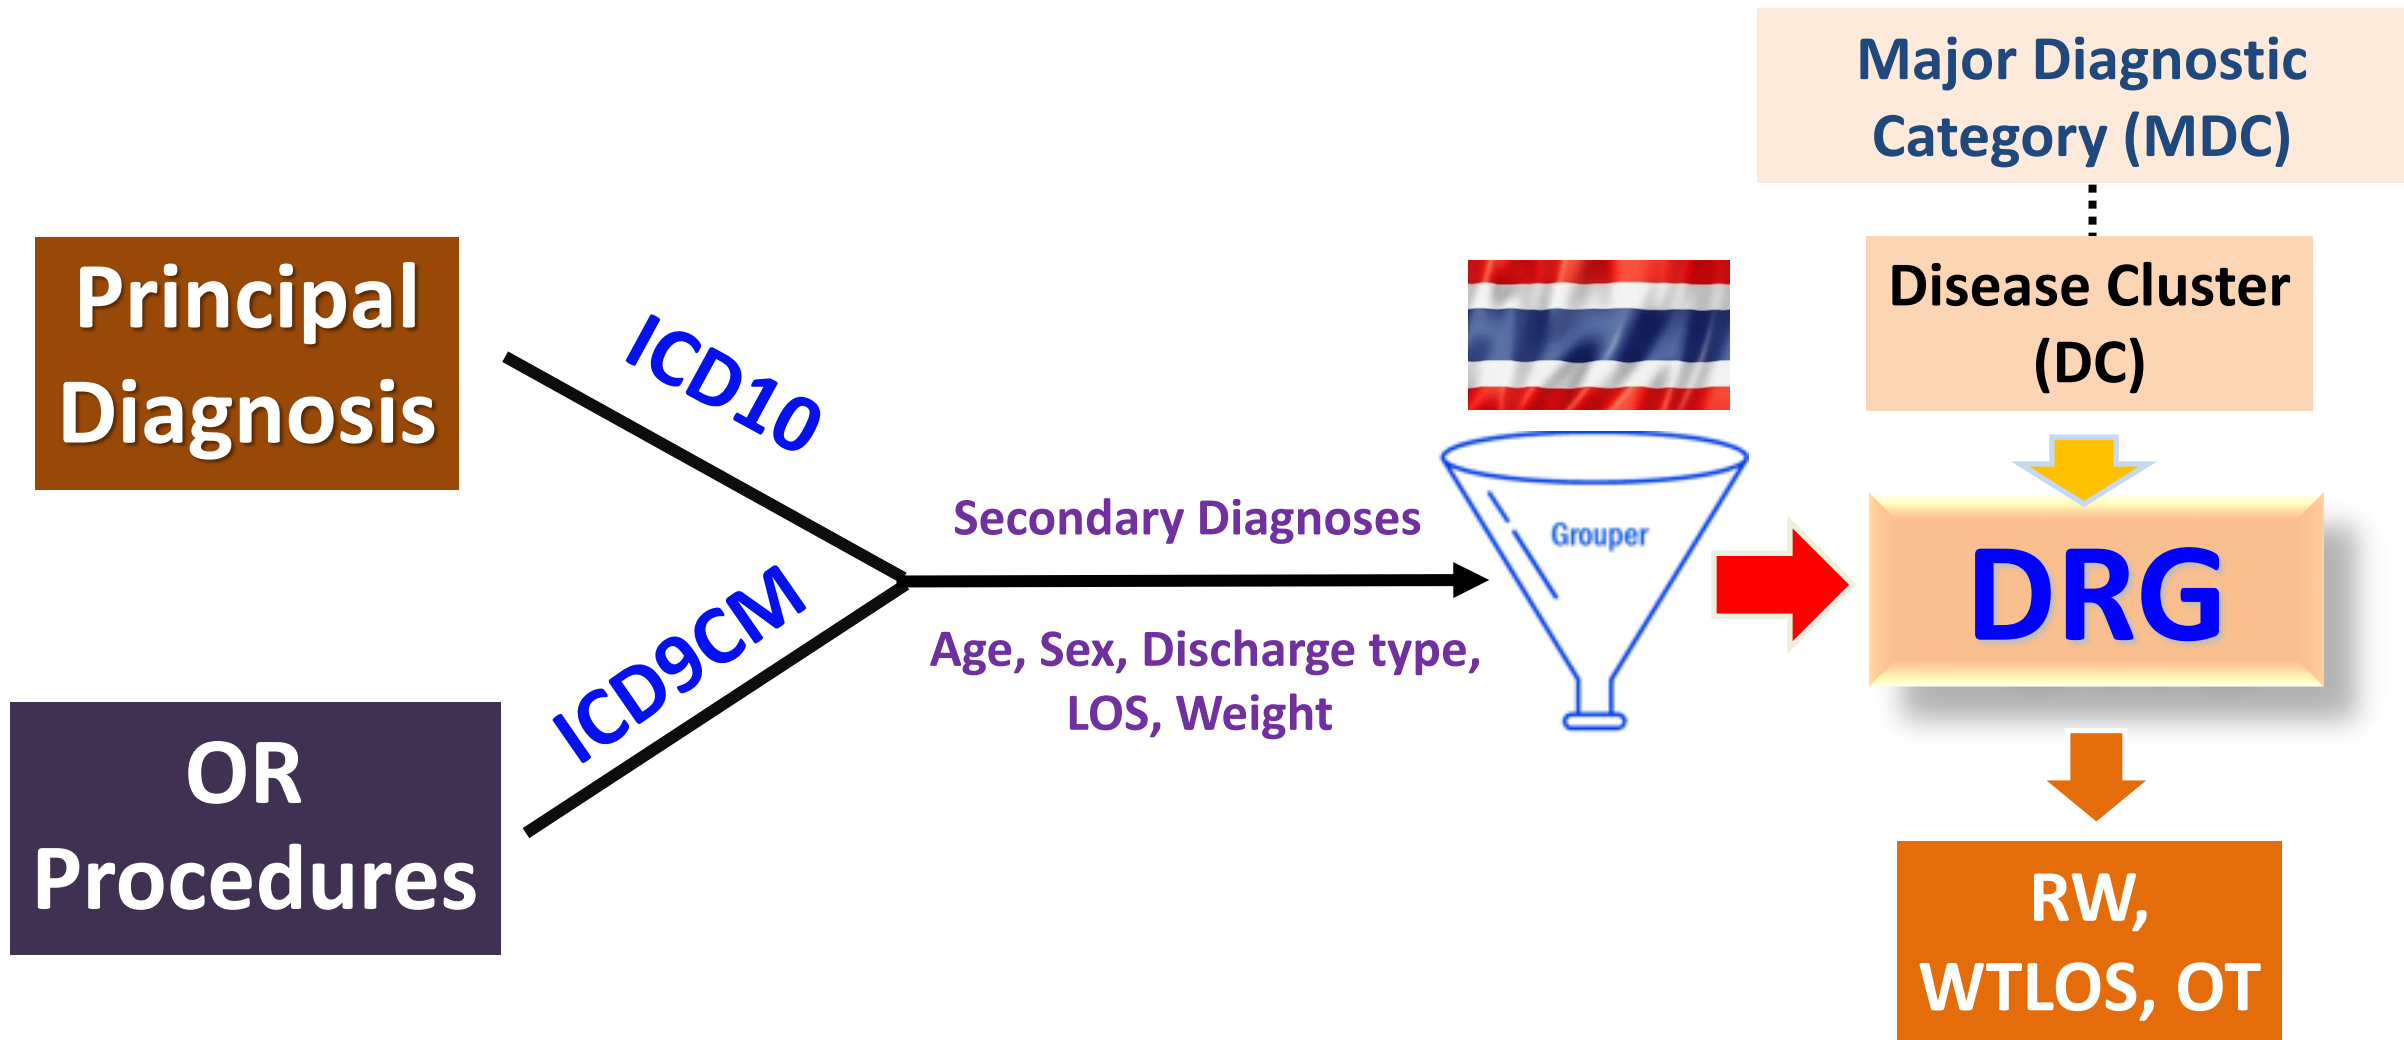 Principal
Diagnosis
OR
Procedures
ICD10
ICD9CM
Secondary Diagnoses
Age, Sex, Discharge type,
LOS, Weight
Grouper
Major Diagnostic
Category (MDC)
Disease Cluster
(DC)
DRG
RW,
WTLOS, OT